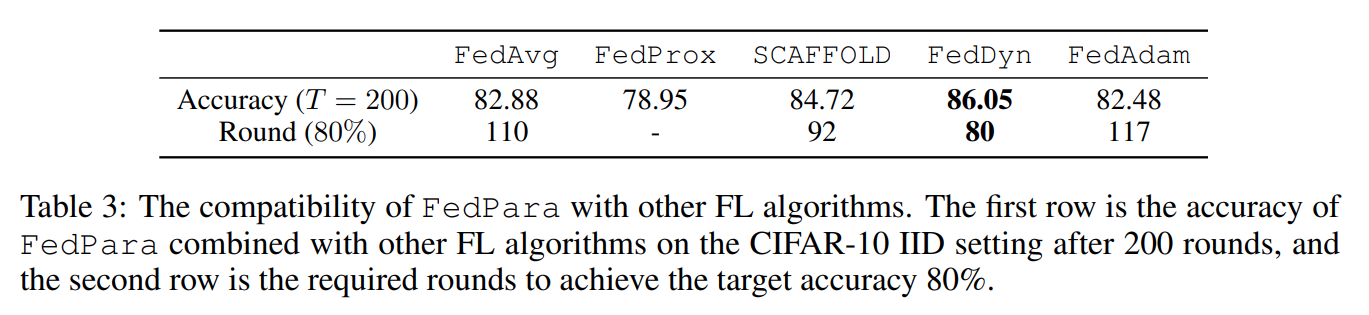 FedAvg FedProx SCAFFOLD FedDyn FedAdam
Accuracy (T = 200) 82.88 78.95 84.72 86.05 82.48
Round (80%) 110 - 92 80 117
Table 3: The compatibility of FedPara with other FL algorithms. The first row is the accuracy of
FedPara combined with other FL algorithms on the CIFAR-10 IID setting after 200 rounds, and
the second row is the required rounds to achieve the target accuracy 80%.